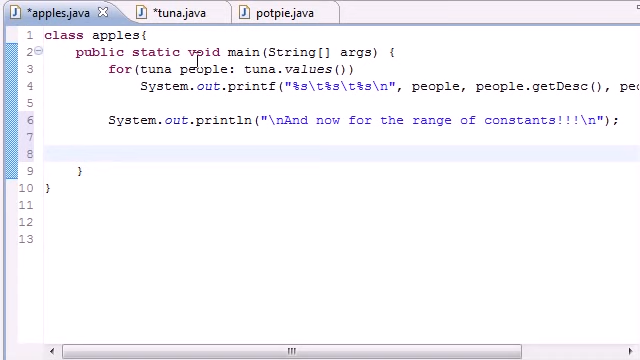 *apples.java *tuna.java potpie.java
1 class apples{
2 public static void main(String[] args) {
3 for(tuna people: tuna.values())
4 System.out.printf("%s\t%s\t%s\n", people, people.getDesc(), pe
5
6 System.out.println("\nAnd now for the range of constants!!!\n");
7
8
9 }
10 }
11
12
13